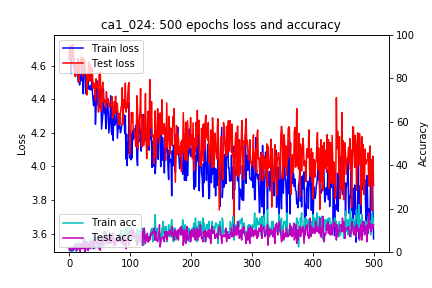 ca1_024: 500 epochs loss and accuracy
Train loss
Test loss
Train acc
Test acc
Loss
4.6
4.4
4.2
4.0
3.8
3.6
Accuracy
100
80
60
40
20
0
0 100 200 300 400 500